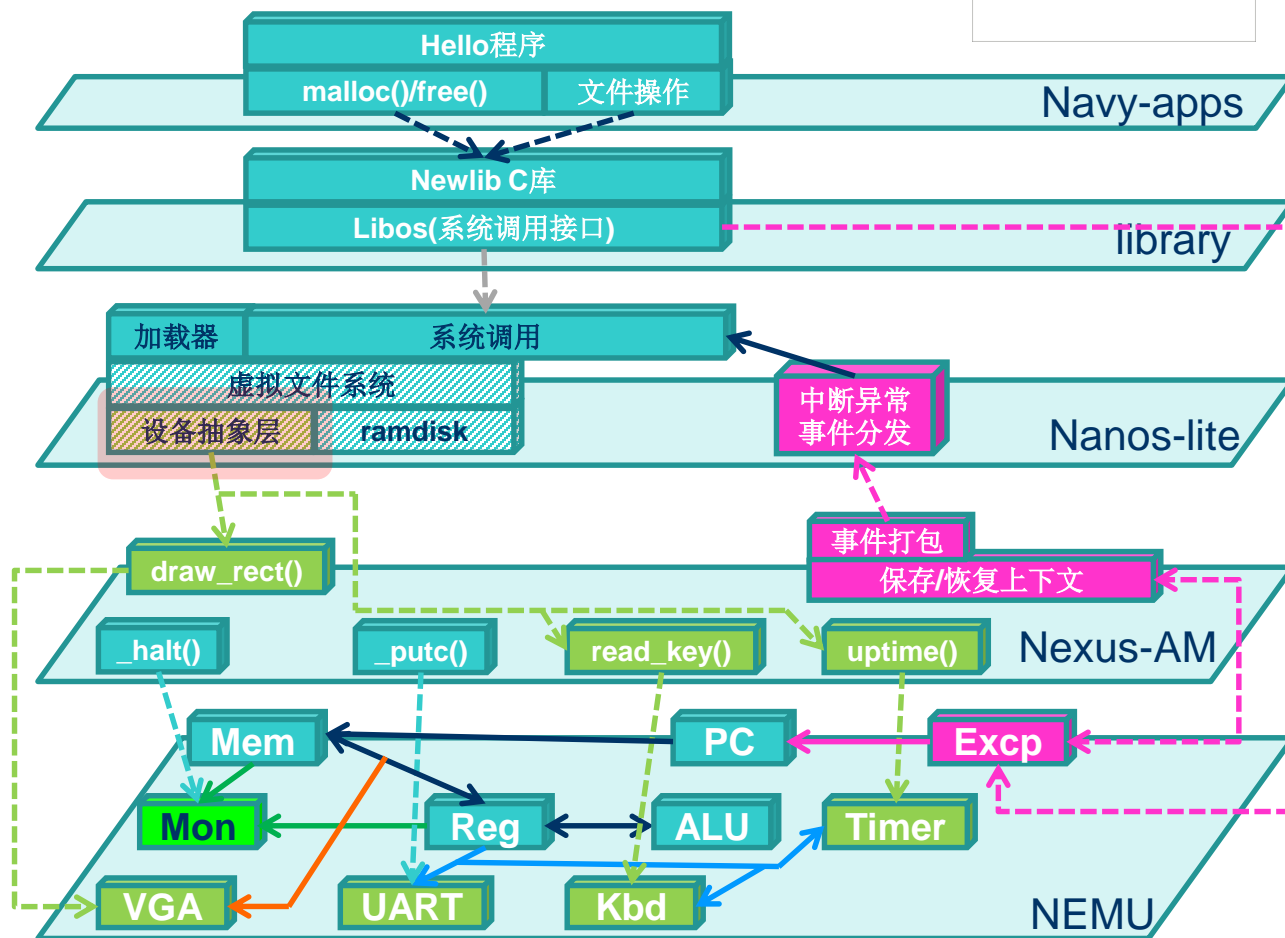 Hello程序
malloc()/free()
文件操作
Navy-apps
Newlib C库
Libos(系统调用接口)
library
加载器
系统调用
虚拟文件系统
设备抽象层
ramdisk
中断异常
事件分发
Nanos-lite
事件打包
draw_rect()
保存/恢复上下文
_halt()
_putc()
read_key()
uptime()
Nexus-AM
Mem
PC
Excp
Mon
Reg
ALU
Timer
VGA
UART
Kbd
NEMU